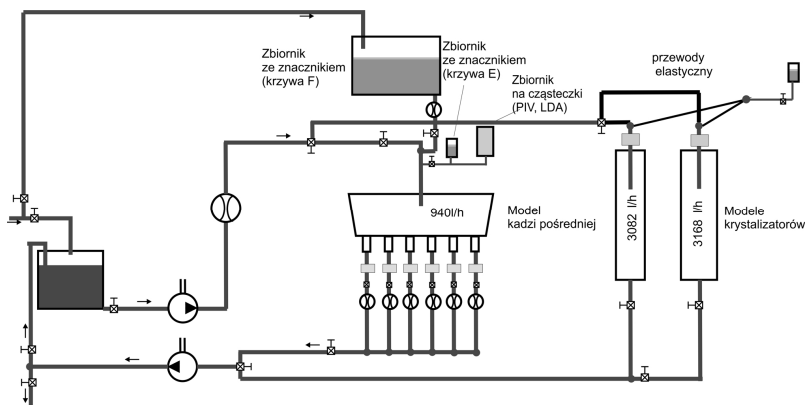 Zbiornik
ze znacznikiem
(krzywa F)
Zbiornik
ze znacznikiem
(krzywa E)
Zbiornik
na cząsteczki
(PIV, LDA)
przewody
elastyczny
940l/h
Model
kadzi pośredniej
3082 l/h
3168 l/h
Modele
krystalizatorów